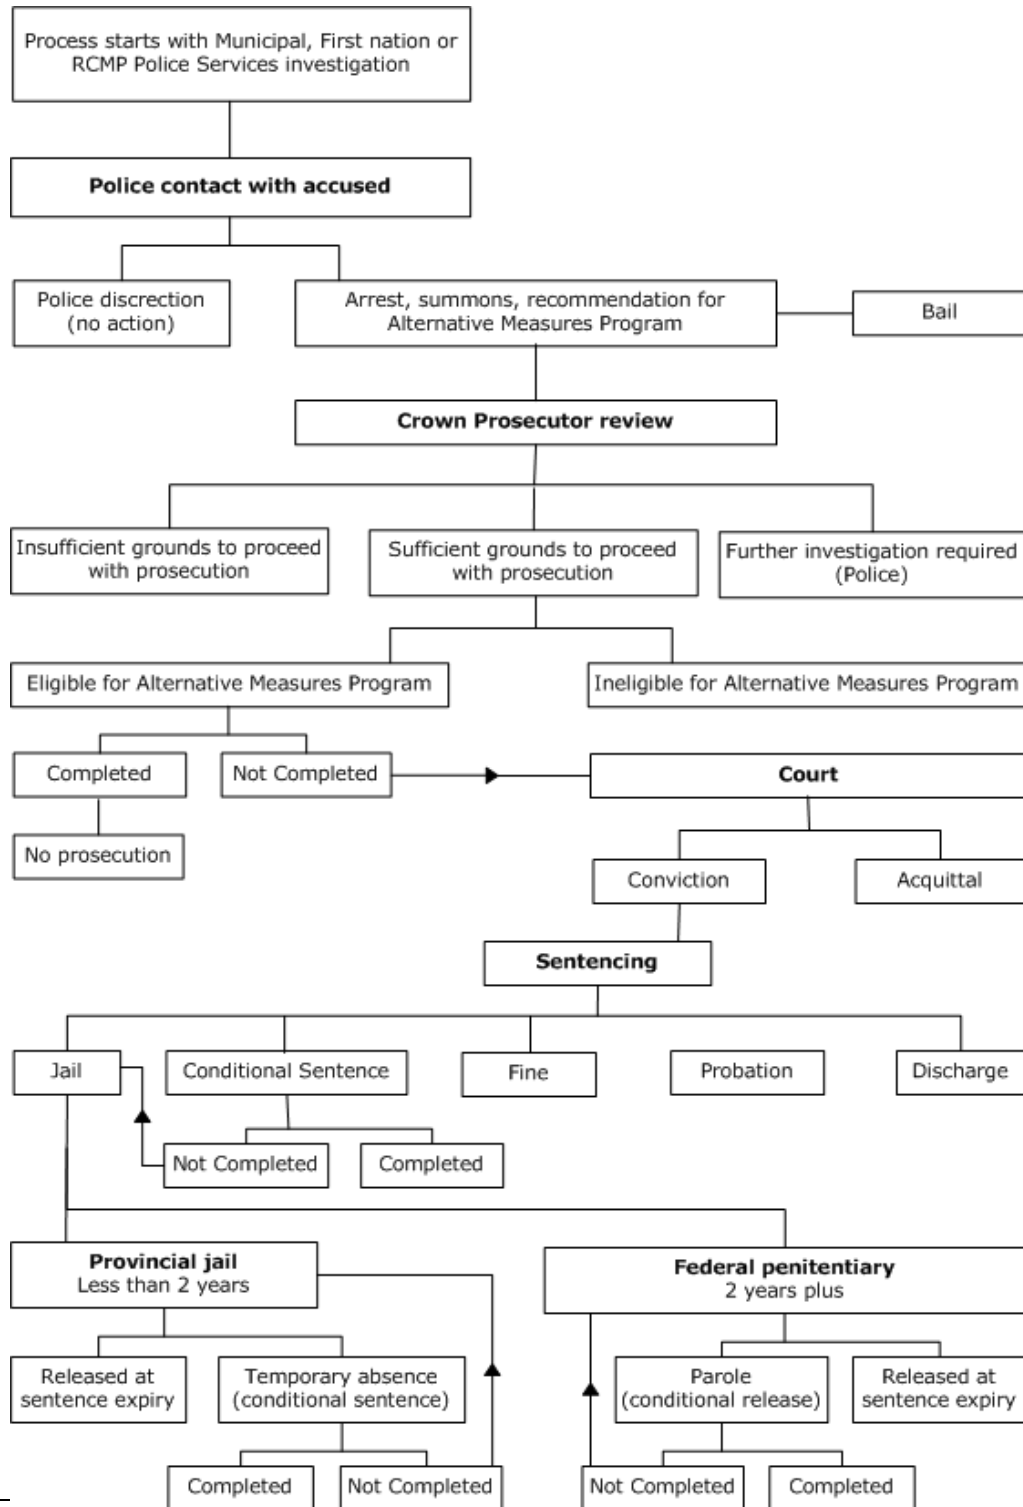 Process starts with Municipal, First nation or
RCMP Police Services investigation
Police contact with accused
Police discrection
(no action)
Arrest, summons, recommendation for
Alternative Measures Program
Bail
Crown Prosecutor review
Insufficient grounds to proceed
with prosecution
Sufficient grounds to proceed
with prosecution
Further investigation required
(Police)
Eligible for Alternative Measures Program
Ineligible for Alternative Measures Program
Completed
Not Completed
Court
No prosecution
Conviction
Acquittal
Sentencing
Jail
Conditional Sentence
Fine
Probation
Discharge
Not Completed
Completed
Provincial jail
Less than 2 years
Federal penitentiary
2 years plus
Released at
sentence expiry
Temporary absence
(conditional sentence)
Parole
(conditional release)
Released at
sentence expiry
Completed
Not Completed
Not Completed
Completed